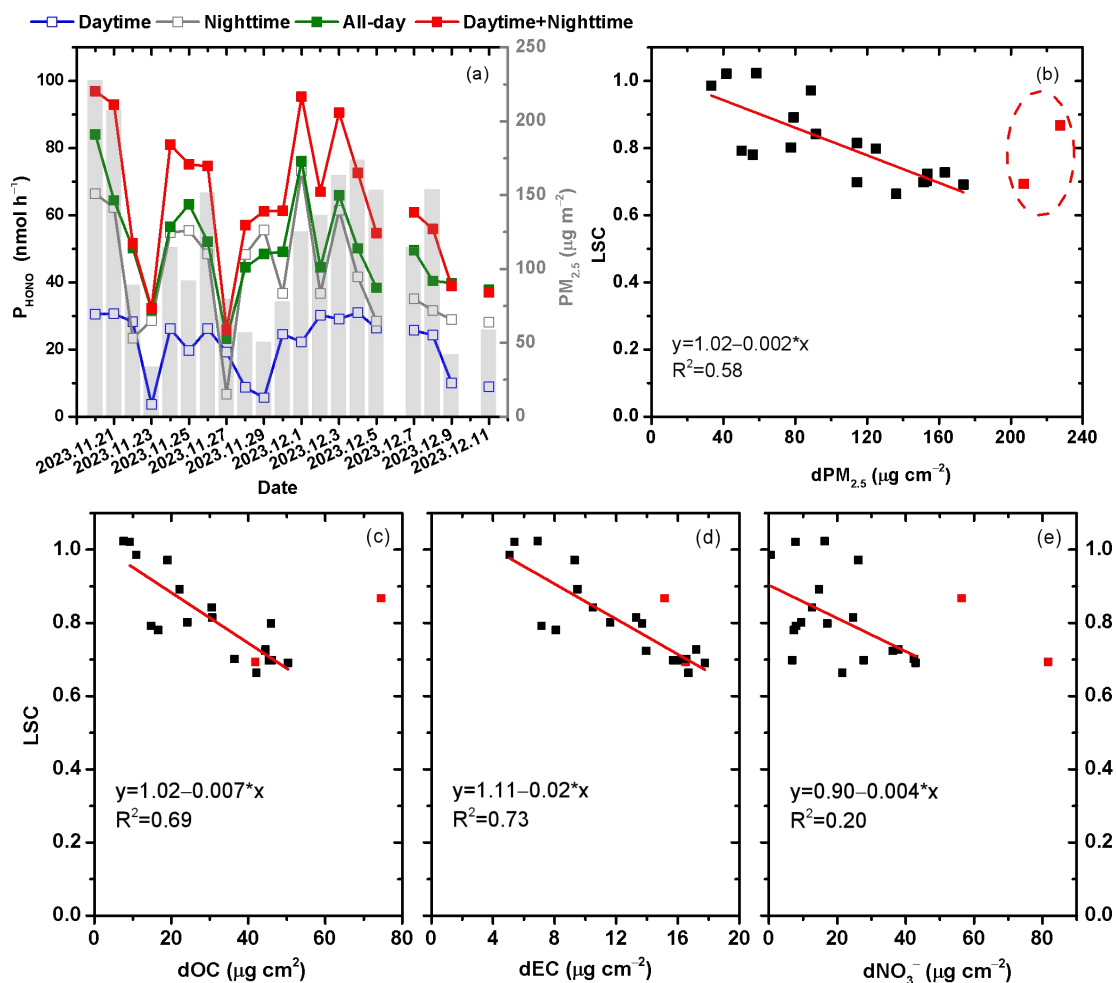 Daytime Nighttime All-day Daytime+Nighttime
(a)
100
80
60
40
20
0
P_HONO (nmol h⁻¹)
250
200
150
100
50
0
PM₂.₅ (μg m⁻²)
2023.11.21
2023.11.23
2023.11.25
2023.11.27
2023.11.29
2023.12.1
2023.12.3
2023.12.5
2023.12.7
2023.12.9
2023.12.11
Date
(b)
1.0
0.8
0.6
0.4
0.2
0.0
LSC
y=1.02–0.002*x
R²=0.58
0 40 80 120 160 200 240
dPM₂.₅ (μg cm⁻²)
(c)
1.0
0.8
0.6
0.4
0.2
0.0
LSC
y=1.02–0.007*x
R²=0.69
0 20 40 60 80
dOC (μg cm²)
(d)
y=1.11–0.02*x
R²=0.73
0 4 8 12 16 20
dEC (μg cm⁻²)
(e)
1.0
0.8
0.6
0.4
0.2
0.0
y=0.90–0.004*x
R²=0.20
0 20 40 60 80
dNO₃⁻ (μg cm⁻²)